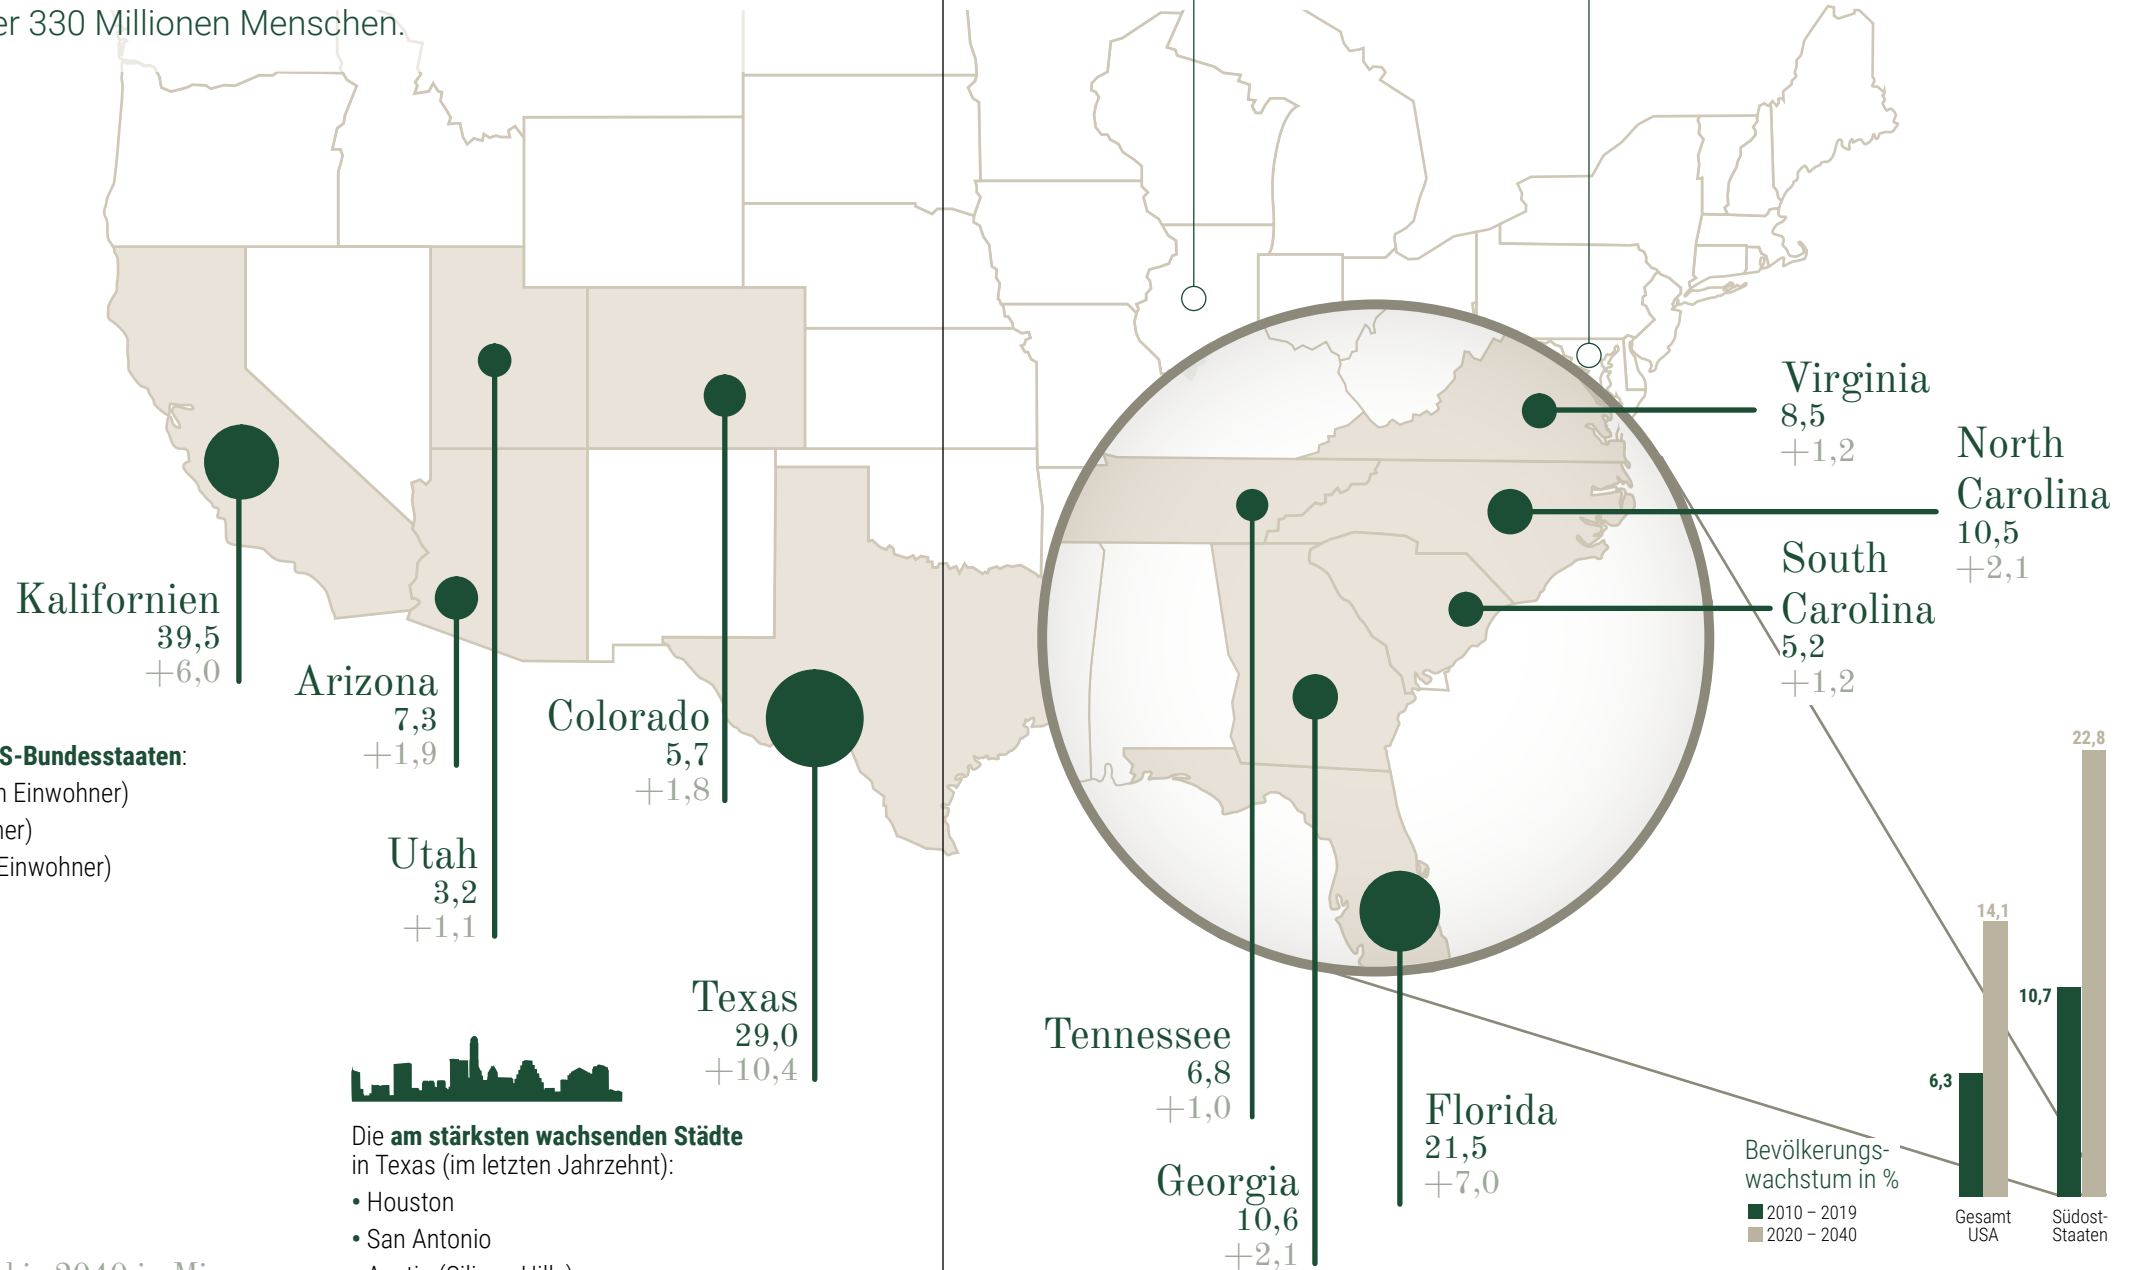 er 330 Millionen Menschen.
Virginia
8,5
+1,2
North
Carolina
10,5
+2,1
South
Carolina
5,2
+1,2
Kalifornien
39,5
+6,0
Arizona
7,3
+1,9
Colorado
5,7
+1,8
Utah
3,2
+1,1
Texas
29,0
+10,4
S-Bundesstaaten:
n Einwohner)
ner)
Einwohner)
Tennessee
6,8
+1,0
Georgia
10,6
+2,1
Florida
21,5
+7,0
Die am stärksten wachsenden Städte
in Texas (im letzten Jahrzehnt):
• Houston
• San Antonio
22,8
14,1
10,7
6,3
Bevölkerungs-
wachstum in %
2010 – 2019
2020 – 2040
Gesamt
USA
Südost-
Staaten